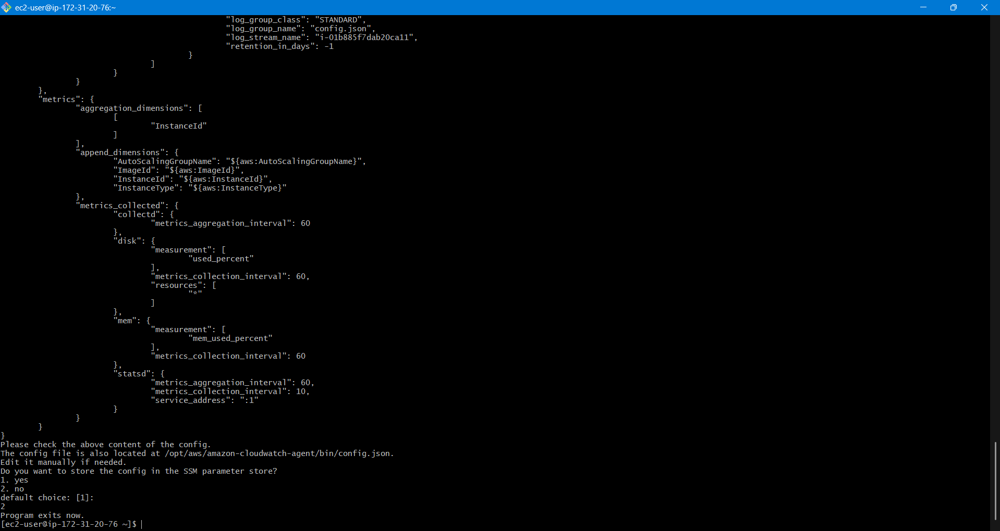 ec2-user@ip-172-31-20-76:~
"log_group_class": "STANDARD",
"log_group_name": "config.json",
"log_stream_name": "i-01b885f7dab20ca11",
"retention_in_days": -1
}
]
}
}
},
"metrics": {
"aggregation_dimensions": [
[
"InstanceId"
]
],
"append_dimensions": {
"AutoScalingGroupName": "${aws:AutoScalingGroupName}",
"ImageId": "${aws:ImageId}",
"InstanceId": "${aws:InstanceId}",
"InstanceType": "${aws:InstanceType}"
},
"metrics_collected": {
"collectd": {
"metrics_aggregation_interval": 60
},
"disk": {
"measurement": [
"used_percent"
],
"metrics_collection_interval": 60,
"resources": [
"*"
]
},
"mem": {
"measurement": [
"mem_used_percent"
],
"metrics_collection_interval": 60
},
"statsd": {
"metrics_aggregation_interval": 60,
"metrics_collection_interval": 10,
"service_address": ":1"
}
}
}
}
Please check the above content of the config.
The config file is also located at /opt/aws/amazon-cloudwatch-agent/bin/config.json.
Edit it manually if needed.
Do you want to store the config in the SSM parameter store?
1. yes
2. no
default choice: [1]:
2
Program exits now.
[ec2-user@ip-172-31-20-76 ~]$